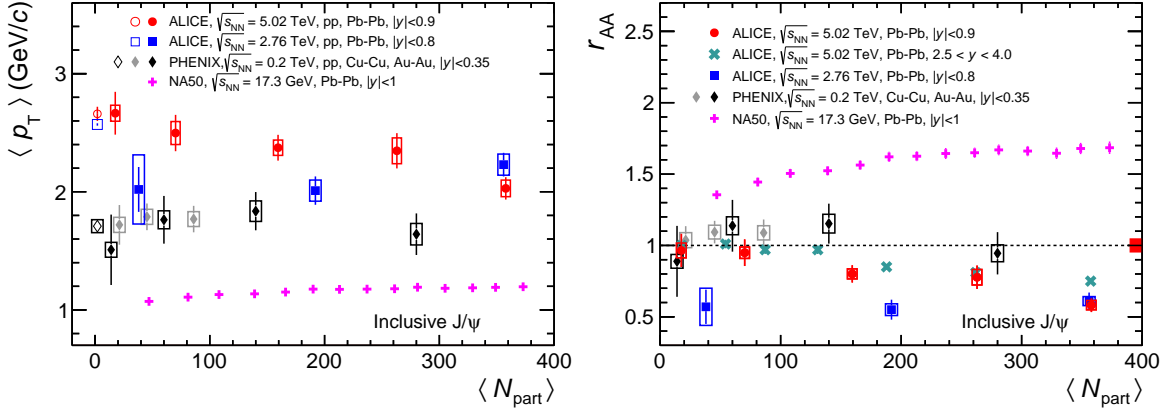 ⟨ p_T ⟩ (GeV/c)
4
3
2
1
ALICE, √s_NN = 5.02 TeV, pp, Pb-Pb, |y|<0.9
ALICE, √s_NN = 2.76 TeV, pp, Pb-Pb, |y|<0.8
PHENIX, √s_NN = 0.2 TeV, pp, Cu-Cu, Au-Au, |y|<0.35
NA50, √s_NN = 17.3 GeV, Pb-Pb, |y|<1
Inclusive J/ψ
0 100 200 300 400
⟨ N_part ⟩
r_AA
2.5
2
1.5
1
0.5
ALICE, √s_NN = 5.02 TeV, Pb-Pb, |y|<0.9
ALICE, √s_NN = 5.02 TeV, Pb-Pb, 2.5 < y < 4.0
ALICE, √s_NN = 2.76 TeV, Pb-Pb, |y|<0.8
PHENIX, √s_NN = 0.2 TeV, Cu-Cu, Au-Au, |y|<0.35
NA50, √s_NN = 17.3 GeV, Pb-Pb, |y|<1
Inclusive J/ψ
0 100 200 300 400
⟨ N_part ⟩